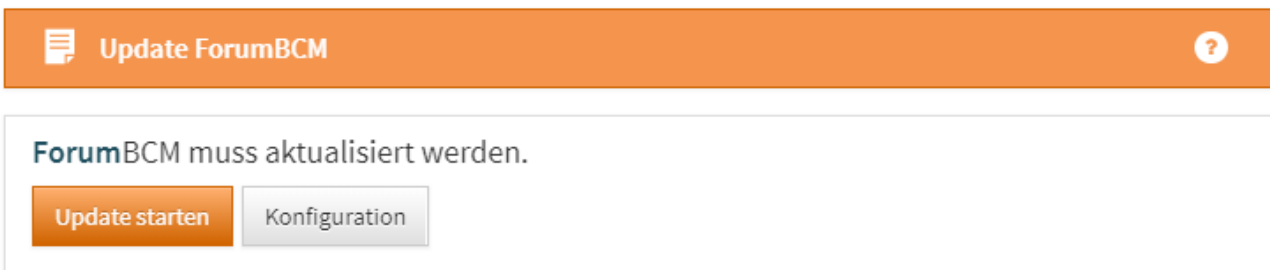 Update ForumBCM
?
ForumBCM muss aktualisiert werden.
Update starten
Konfiguration